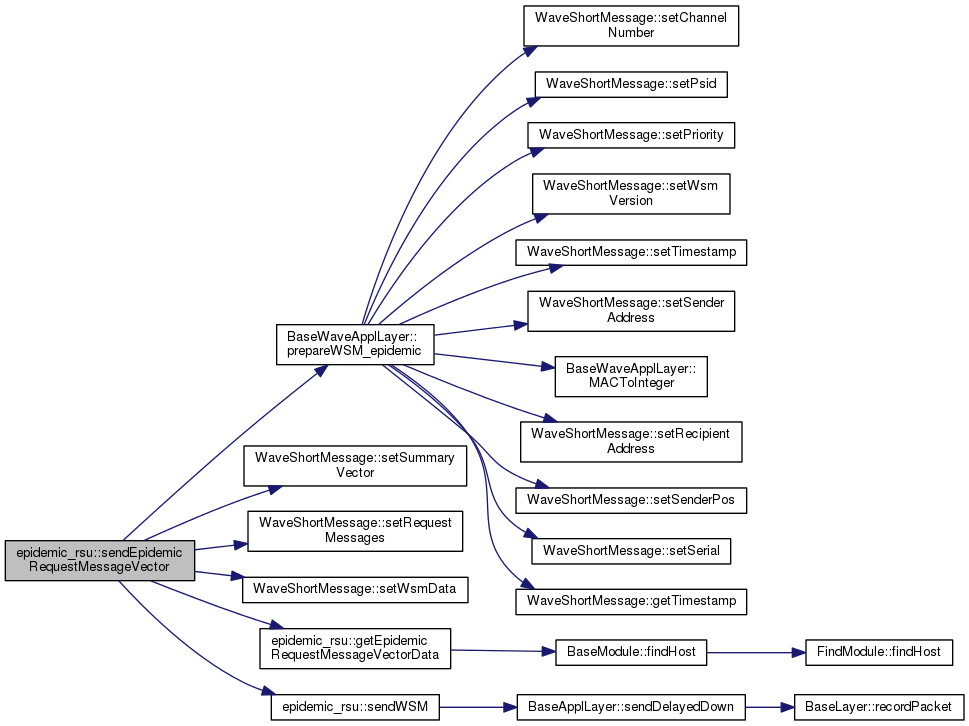 WaveShortMessage::setChannel
Number
WaveShortMessage::setPsid
WaveShortMessage::setPriority
WaveShortMessage::setWsm
Version
WaveShortMessage::setTimestamp
WaveShortMessage::setSender
Address
BaseWaveApplLayer::
prepareWSM_epidemic
BaseWaveApplLayer::
MACToInteger
WaveShortMessage::setRecipient
Address
WaveShortMessage::setSummary
Vector
WaveShortMessage::setSenderPos
WaveShortMessage::setRequest
Messages
WaveShortMessage::setSerial
epidemic_rsu::sendEpidemic
RequestMessageVector
WaveShortMessage::setWsmData
WaveShortMessage::getTimestamp
epidemic_rsu::getEpidemic
RequestMessageVectorData
BaseModule::findHost
FindModule::findHost
epidemic_rsu::sendWSM
BaseApplLayer::sendDelayedDown
BaseLayer::recordPacket